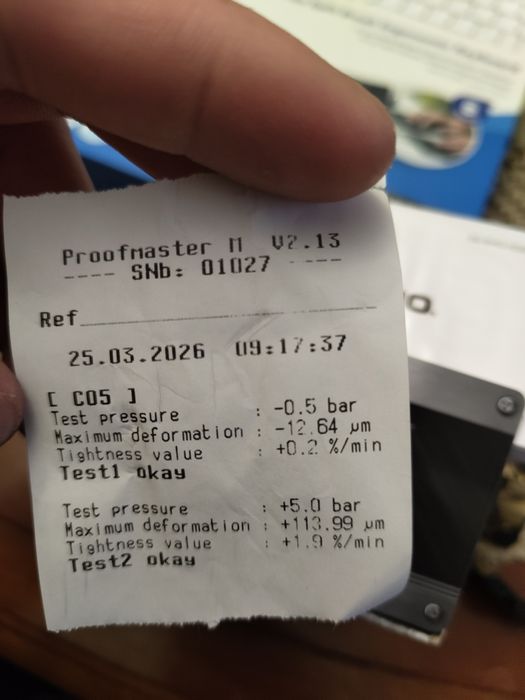 Proofmaster M V2.13
---- SNb: 01027 ----
Ref
25.03.2026 09:17:37
[ C05 ]
Test pressure : -0.5 bar
Maximum deformation : -12.64 µm
Tightness value : +0.2 %/min
Test1 okay
Test pressure : +5.0 bar
Maximum deformation : +113.99 µm
Tightness value : +1.9 %/min
Test2 okay